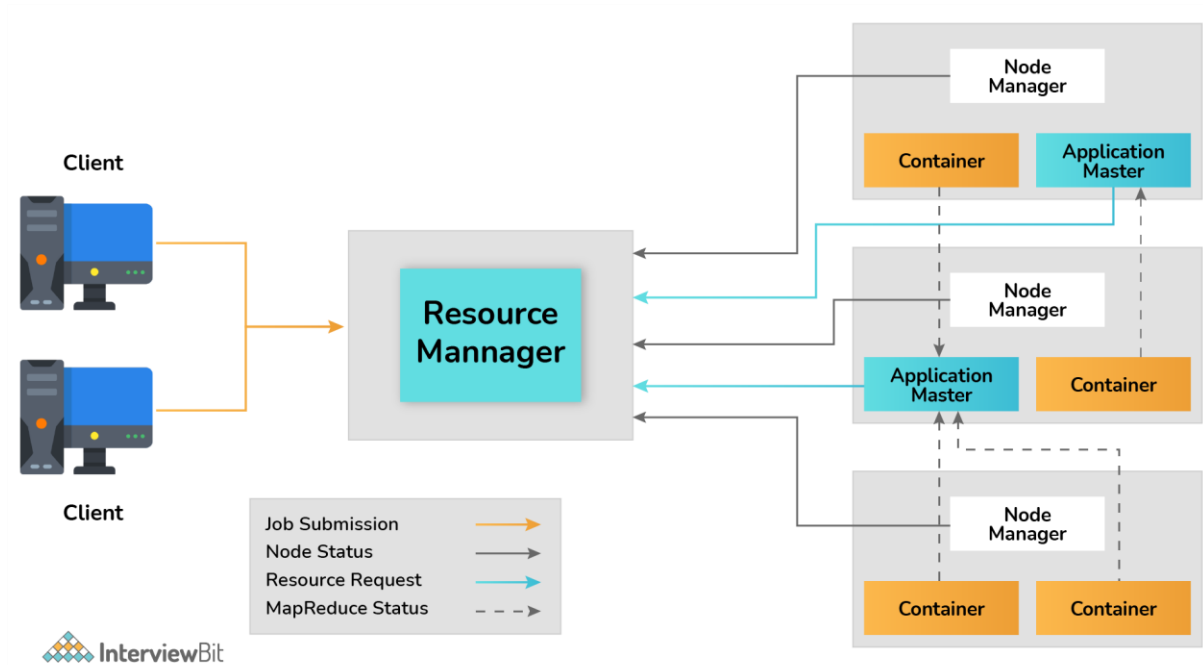 Client
Client
Resource
Mannager
Node
Manager
Container
Application
Master
Node
Manager
Application
Master
Container
Node
Manager
Container
Container
Job Submission
Node Status
Resource Request
MapReduce Status
InterviewBit